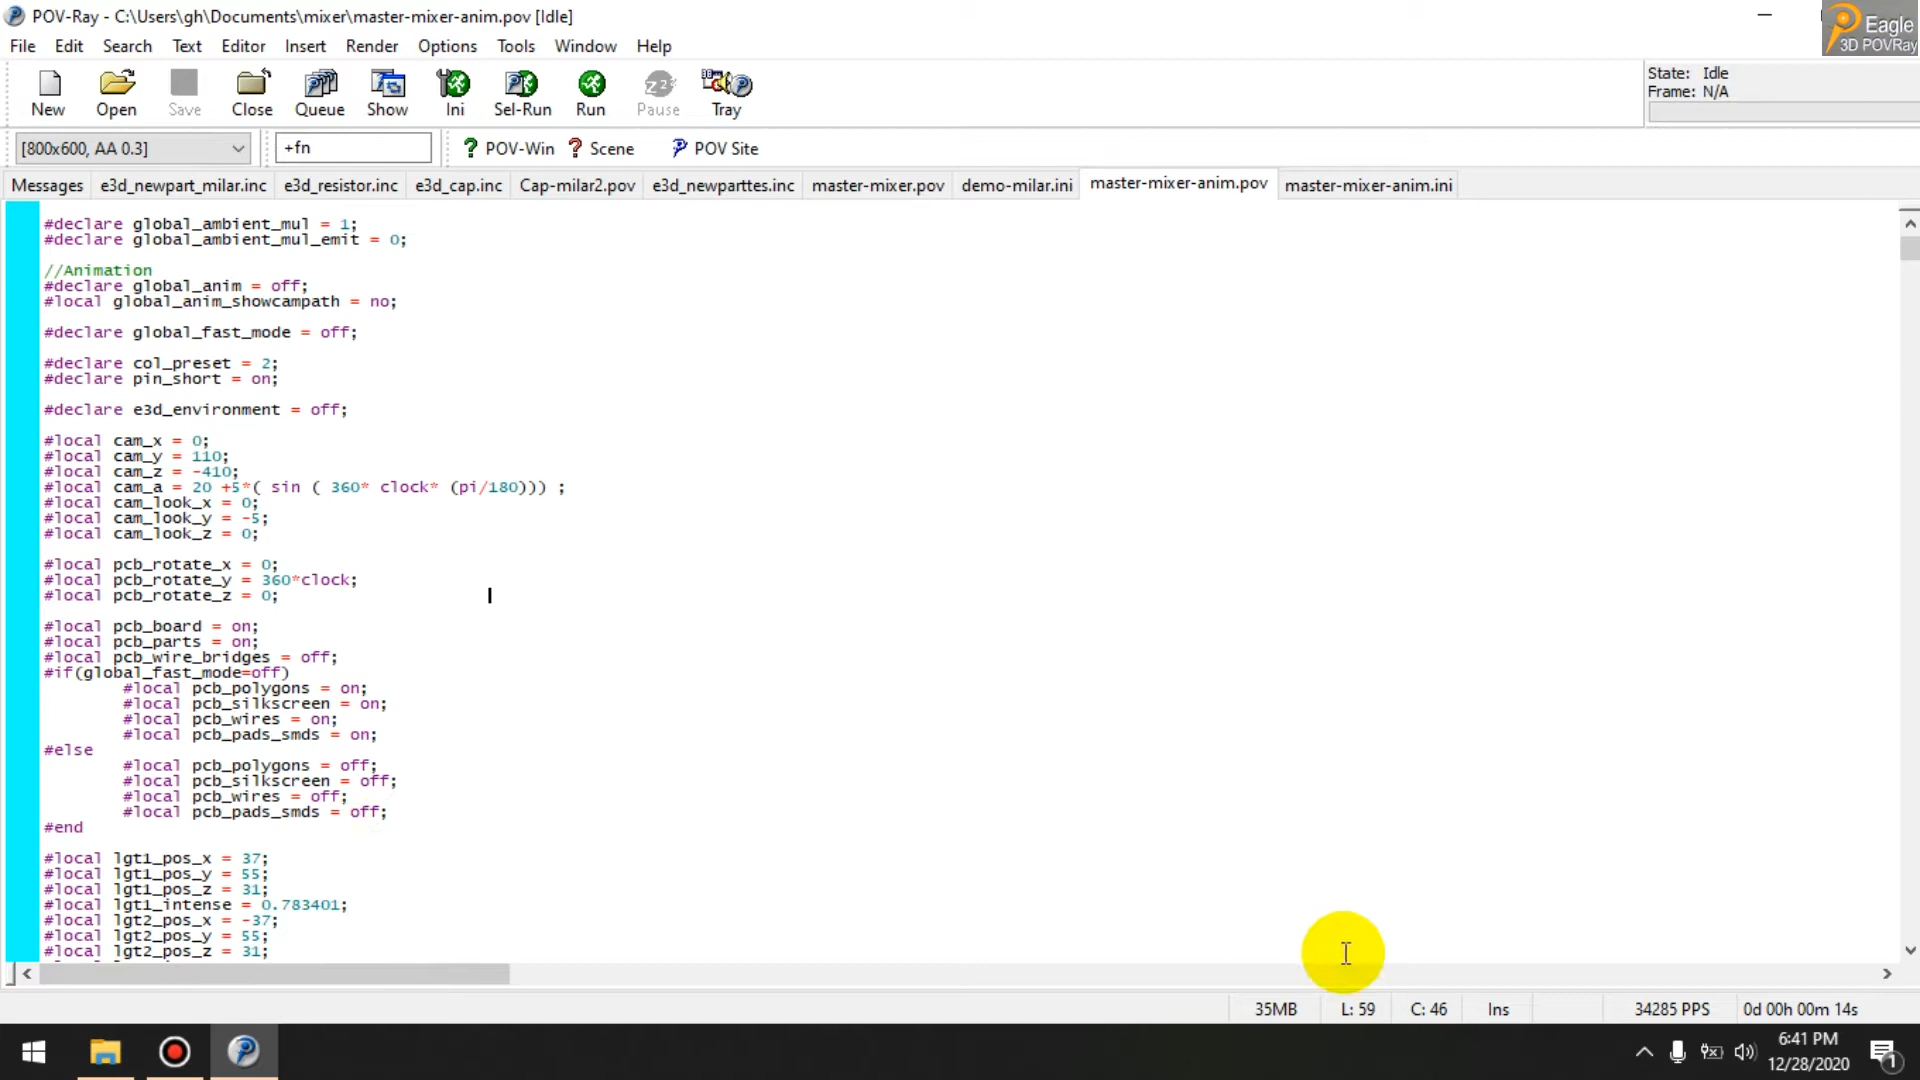 POV-Ray - C:\Users\gh\Documents\mixer\master-mixer-anim.pov [Idle]
Eagle
3D POVRay
File Edit Search Text Editor Insert Render Options Tools Window Help
New Open Save Close Queue Show Ini Sel-Run Run Pause Tray
State: Idle
Frame: N/A
[800x600, AA 0.3] +fn ? POV-Win ? Scene POV Site
Messages e3d_newpart_milar.inc e3d_resistor.inc e3d_cap.inc Cap-milar2.pov e3d_newparttes.inc master-mixer.pov demo-milar.ini master-mixer-anim.pov master-mixer-anim.ini
#declare global_ambient_mul = 1;
#declare global_ambient_mul_emit = 0;
//Animation
#declare global_anim = off;
#local global_anim_showcampath = no;
#declare global_fast_mode = off;
#declare col_preset = 2;
#declare pin_short = on;
#declare e3d_environment = off;
#local cam_x = 0;
#local cam_y = 110;
#local cam_z = -410;
#local cam_a = 20 +5*( sin ( 360* clock* (pi/180))) ;
#local cam_look_x = 0;
#local cam_look_y = -5;
#local cam_look_z = 0;
#local pcb_rotate_x = 0;
#local pcb_rotate_y = 360*clock;
#local pcb_rotate_z = 0;
#local pcb_board = on;
#local pcb_parts = on;
#local pcb_wire_bridges = off;
#if(global_fast_mode=off)
#local pcb_polygons = on;
#local pcb_silkscreen = on;
#local pcb_wires = on;
#local pcb_pads_smds = on;
#else
#local pcb_polygons = off;
#local pcb_silkscreen = off;
#local pcb_wires = off;
#local pcb_pads_smds = off;
#end
#local lgt1_pos_x = 37;
#local lgt1_pos_y = 55;
#local lgt1_pos_z = 31;
#local lgt1_intense = 0.783401;
#local lgt2_pos_x = -37;
#local lgt2_pos_y = 55;
#local lgt2_pos_z = 31;
35MB L: 59 C: 46 Ins 34285 PPS 0d 00h 00m 14s
6:41 PM
12/28/2020
1